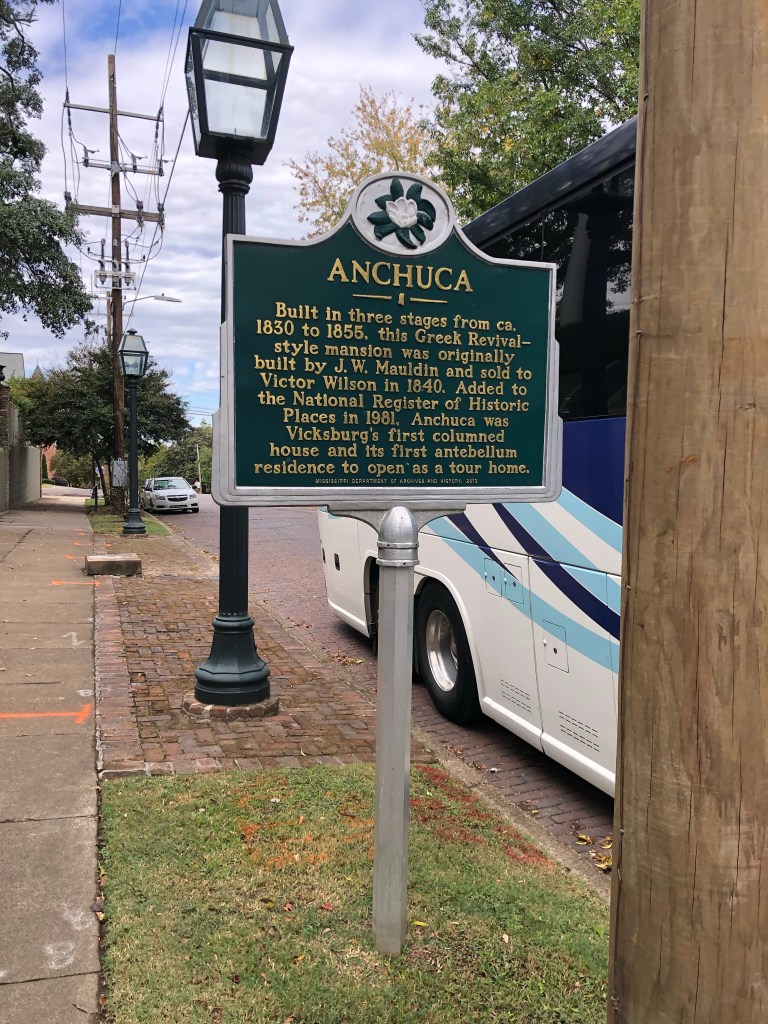 ANCHUCA
Built in three stages from ca.
1830 to 1855, this Greek Revival-
style mansion was originally
built by J. W. Mauldin and sold to
Victor Wilson in 1840. Added to
the National Register of Historic
Places in 1981, Anchuca was
Vicksburg's first columned
house and its first antebellum
residence to open as a tour home.
MISSISSIPPI DEPARTMENT OF ARCHIVES AND HISTORY, 2013